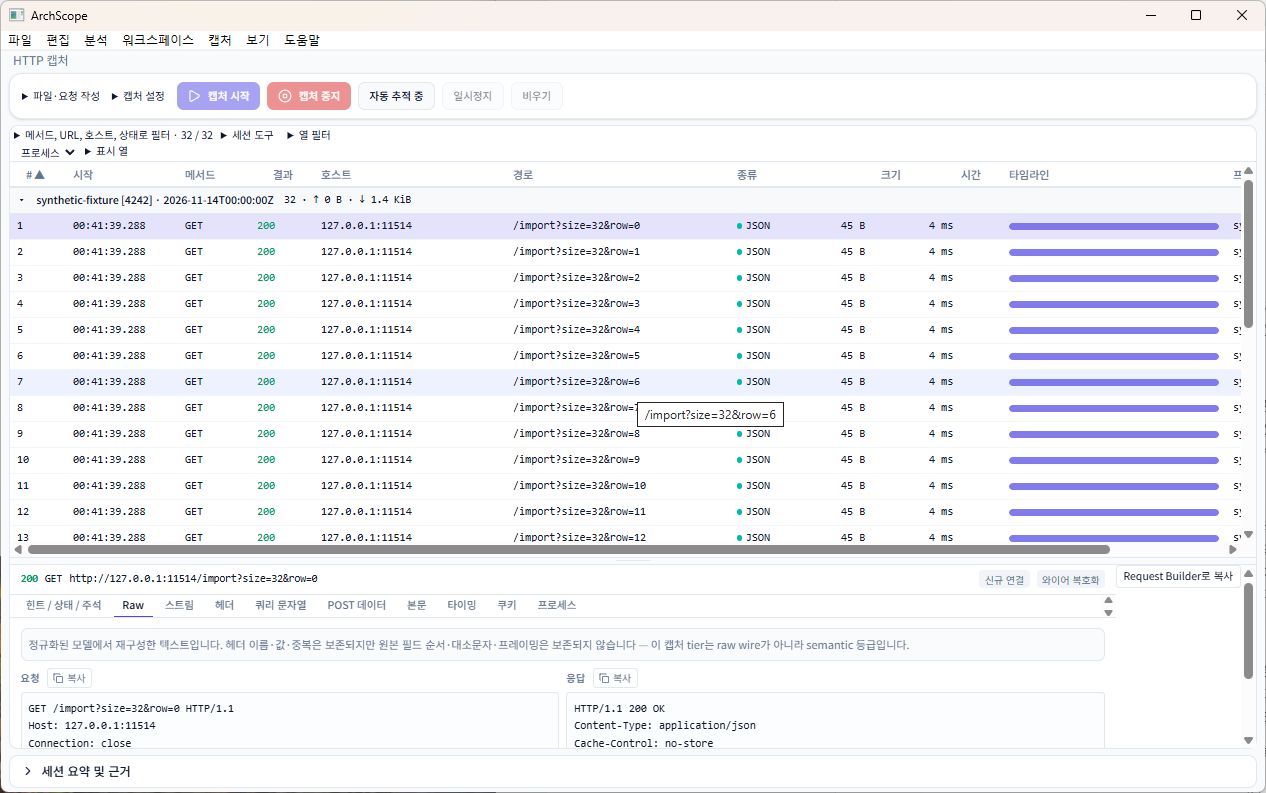 ArchScope
파일 편집 분석 워크스페이스 캡처 보기 도움말
HTTP 캡처
▶ 파일·요청 작성 ▶ 캡처 설정 캡처 시작 캡처 중지 자동 추적 중 일시정지 비우기
▶ 메서드, URL, 호스트, 상태로 필터 · 32 / 32 ▶ 세션 도구 ▶ 열 필터
프로세스 ▶ 표시 열
# ▲ 시작 메서드 결과 호스트 경로 종류 크기 시간 타임라인
synthetic-fixture [4242] · 2026-11-14T00:00:00Z 32 · ↑ 0 B · ↓ 1.4 KiB
1 00:41:39.288 GET 200 127.0.0.1:11514 /import?size=32&row=0 JSON 45 B 4 ms
2 00:41:39.288 GET 200 127.0.0.1:11514 /import?size=32&row=1 JSON 45 B 4 ms
3 00:41:39.288 GET 200 127.0.0.1:11514 /import?size=32&row=2 JSON 45 B 4 ms
4 00:41:39.288 GET 200 127.0.0.1:11514 /import?size=32&row=3 JSON 45 B 4 ms
5 00:41:39.288 GET 200 127.0.0.1:11514 /import?size=32&row=4 JSON 45 B 4 ms
6 00:41:39.288 GET 200 127.0.0.1:11514 /import?size=32&row=5 JSON 45 B 4 ms
7 00:41:39.288 GET 200 127.0.0.1:11514 /import?size=32&row=6 JSON 45 B 4 ms
8 00:41:39.288 GET 200 127.0.0.1:11514 /import?size=32&row= JSON 45 B 4 ms
/import?size=32&row=6
9 00:41:39.288 GET 200 127.0.0.1:11514 /import?size=32&row=8 JSON 45 B 4 ms
10 00:41:39.288 GET 200 127.0.0.1:11514 /import?size=32&row=9 JSON 45 B 4 ms
11 00:41:39.288 GET 200 127.0.0.1:11514 /import?size=32&row=10 JSON 45 B 4 ms
12 00:41:39.288 GET 200 127.0.0.1:11514 /import?size=32&row=11 JSON 45 B 4 ms
13 00:41:39.288 GET 200 127.0.0.1:11514 /import?size=32&row=12 JSON 45 B 4 ms
200 GET http://127.0.0.1:11514/import?size=32&row=0 신규 연결 와이어 복호화 Request Builder로 복사
힌트 / 상태 / 주석 Raw 스트림 헤더 쿼리 문자열 POST 데이터 본문 타이밍 쿠키 프로세스
정규화된 모델에서 재구성한 텍스트입니다. 헤더 이름·값·중복은 보존되지만 원본 필드 순서·대소문자·프레이밍은 보존되지 않습니다 — 이 캡처 tier는 raw wire가 아니라 semantic 등급입니다.
요청 복사
GET /import?size=32&row=0 HTTP/1.1
Host: 127.0.0.1:11514
Connection: close
응답 복사
HTTP/1.1 200 OK
Content-Type: application/json
Cache-Control: no-store
세션 요약 및 근거